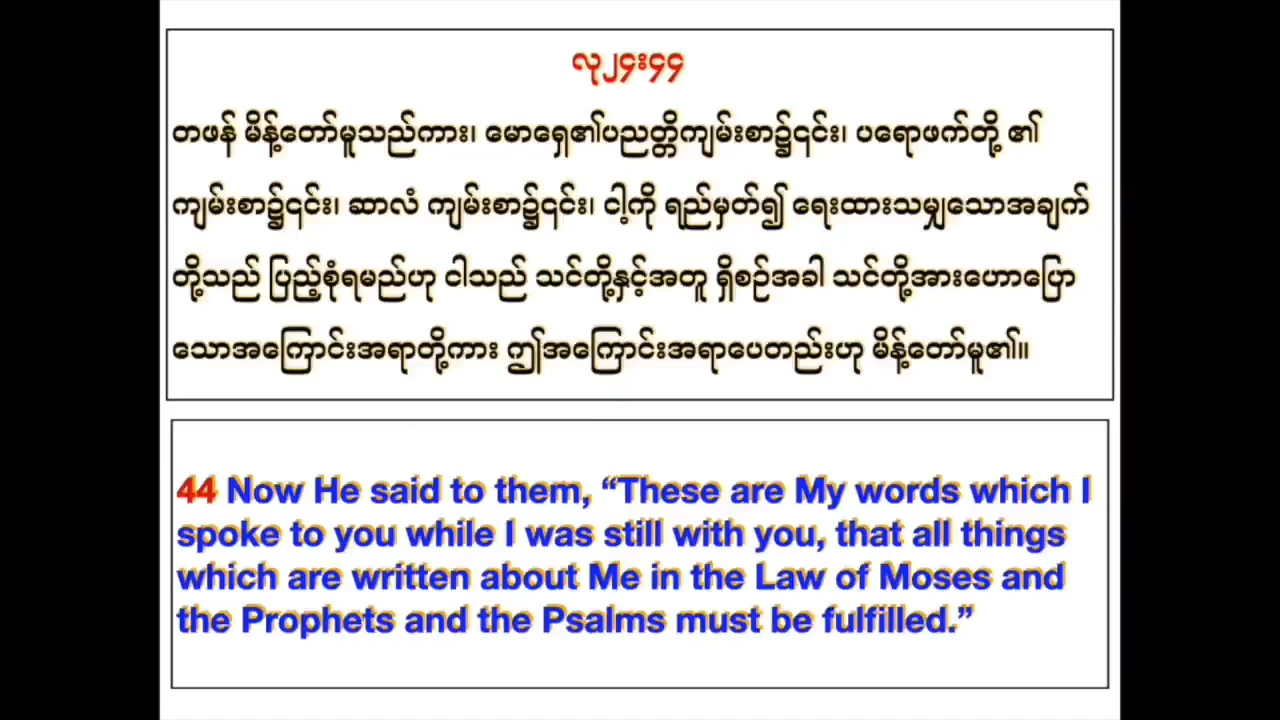 လု၂၄း၄၄
တဖန် မိန့်တော်မူသည်ကား၊ မောရှေ၏ပညတ္တိကျမ်းစာ၌၎င်း၊ ပရောဖက်တို့ ၏
ကျမ်းစာ၌၎င်း၊ ဆာလံ ကျမ်းစာ၌၎င်း၊ ငါ့ကို ရည်မှတ်၍ ရေးထားသမျှသောအချက်
တို့သည် ပြည့်စုံရမည်ဟု ငါသည် သင်တို့နှင့်အတူ ရှိစဉ်အခါ သင်တို့အားဟောပြော
သောအကြောင်းအရာတို့ကား ဤအကြောင်းအရာပေတည်းဟု မိန့်တော်မူ၏။
44 Now He said to them, “These are My words which I
spoke to you while I was still with you, that all things
which are written about Me in the Law of Moses and
the Prophets and the Psalms must be fulfilled.”